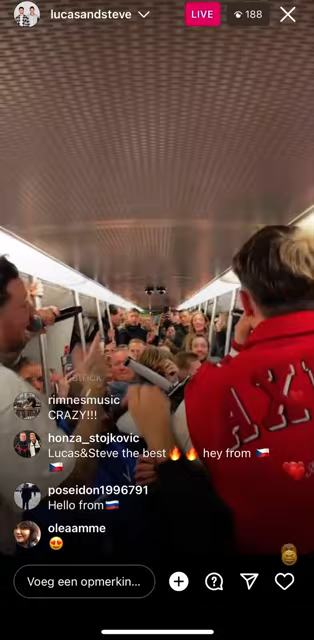 lucasandsteve
LIVE
188
AXI
rimnesmusic
CRAZY!!!
honza_stojkovic
Lucas&Steve the best🔥🔥 hey from 🇨🇿
🇨🇿
poseidon1996791
Hello from🇸🇮
oleaamme
😍
Voeg een opmerkin...